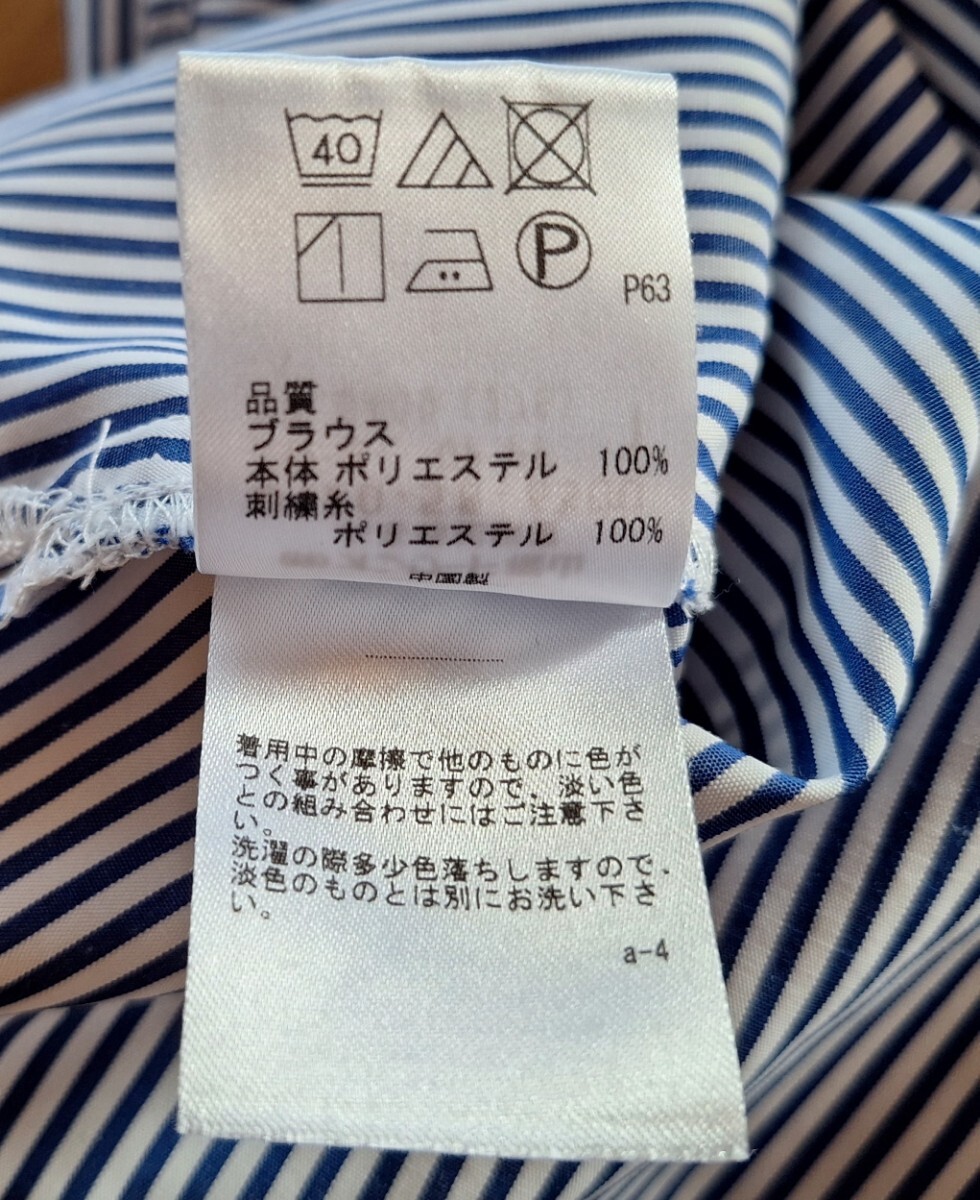 40
P
P63
品質
ブラウス
本体 ポリエステル 100%
刺繍糸
ポリエステル 100%
中国製
着用中の摩擦で他のものに色が
つく事がありますので、淡い色
との組み合わせにはご注意下さ
い。
洗濯の際多少色落ちしますので、
淡色のものとは別にお洗い下さ
い。
a-4